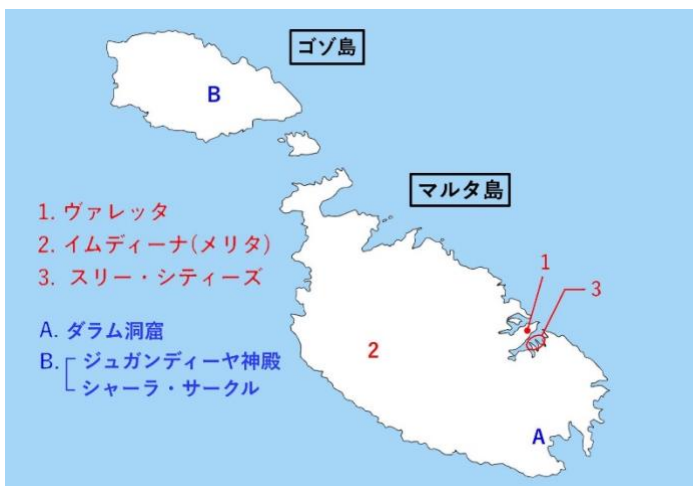 ゴゾ島
B
マルタ島
1. ヴァレッタ
2. イムディーナ(メリタ)
3. スリー・シティーズ
1
3
2
A. ダラム洞窟
B. ジュガンディーヤ神殿
シャーラ・サークル
A